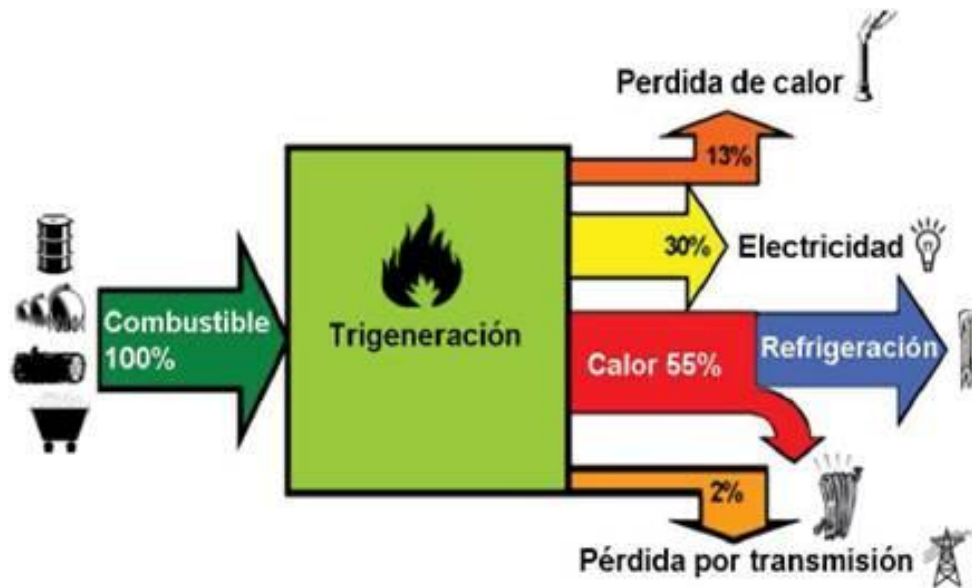 Perdida de calor
13%
30%
Electricidad
Combustible
100%
Trigeneración
Calor 55%
Refrigeración
2%
Pérdida por transmisión